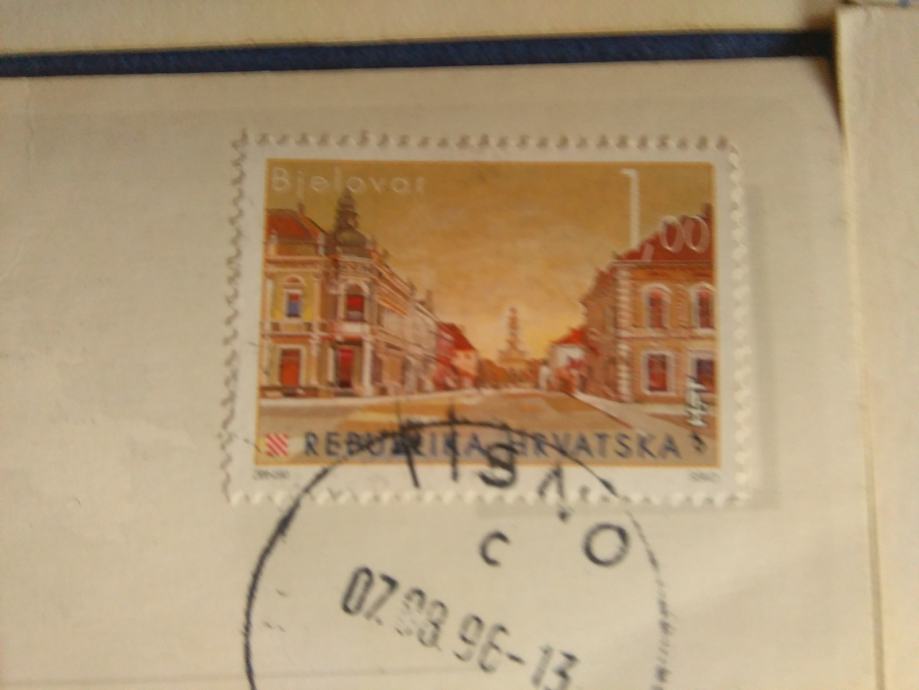 Bjelovar
1,00
REPUBLIKA HRVATSKA
c
07.08.96-13